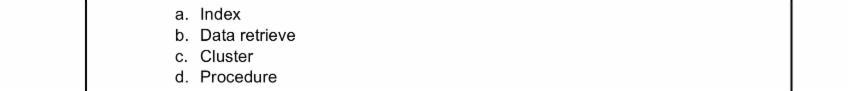 a. Index
b. Data retrieve
c. Cluster
d. Procedure